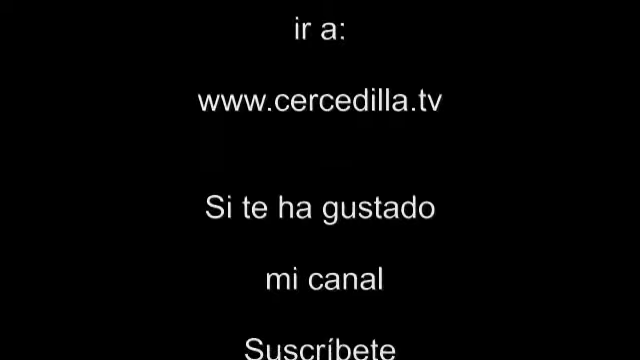 ir a:
www.cercedilla.tv
Si te ha gustado
mi canal
Suscríbete